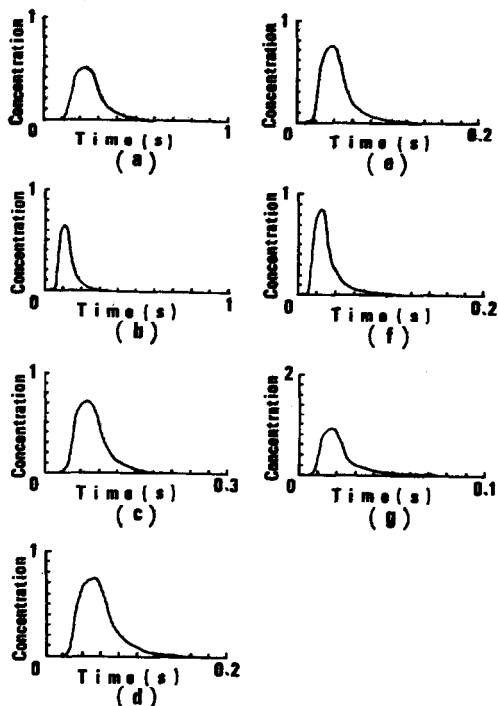 1
Concentration
0
1
Time(s)
(a)
1
Concentration
0
1
Time(s)
(b)
1
Concentration
0
0.3
Time(s)
(c)
1
Concentration
0
0.2
Time(s)
(d)
1
Concentration
0
0.2
Time(s)
(e)
1
Concentration
0
0.2
Time(s)
(f)
2
Concentration
0
0.1
Time(s)
(g)